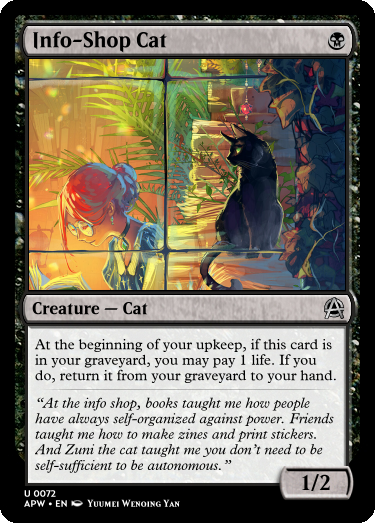 Info-Shop Cat
Creature — Cat
At the beginning of your upkeep, if this card is
in your graveyard, you may pay 1 life. If you
do, return it from your graveyard to your hand.
“At the info shop, books taught me how people
have always self-organized against power. Friends
taught me how to make zines and print stickers.
And Zuni the cat taught me you don’t need to be
self-sufficient to be autonomous.”
1/2
U 0072
APW • EN Yuumei Wenqing Yan